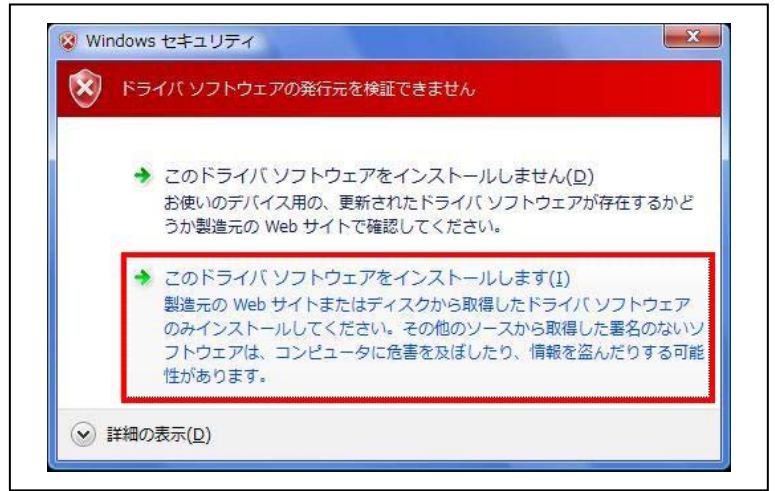 Windows セキュリティ
ドライバ ソフトウェアの発行元を検証できません
このドライバ ソフトウェアをインストールしません(D)
お使いのデバイス用の、更新されたドライバ ソフトウェアが存在するかど
うか製造元の Web サイトで確認してください。
このドライバ ソフトウェアをインストールします(I)
製造元の Web サイトまたはディスクから取得したドライバ ソフトウェア
のみインストールしてください。その他のソースから取得した署名のないソ
フトウェアは、コンピュータに危害を及ぼしたり、情報を盗んだりする可能
性があります。
詳細の表示(D)